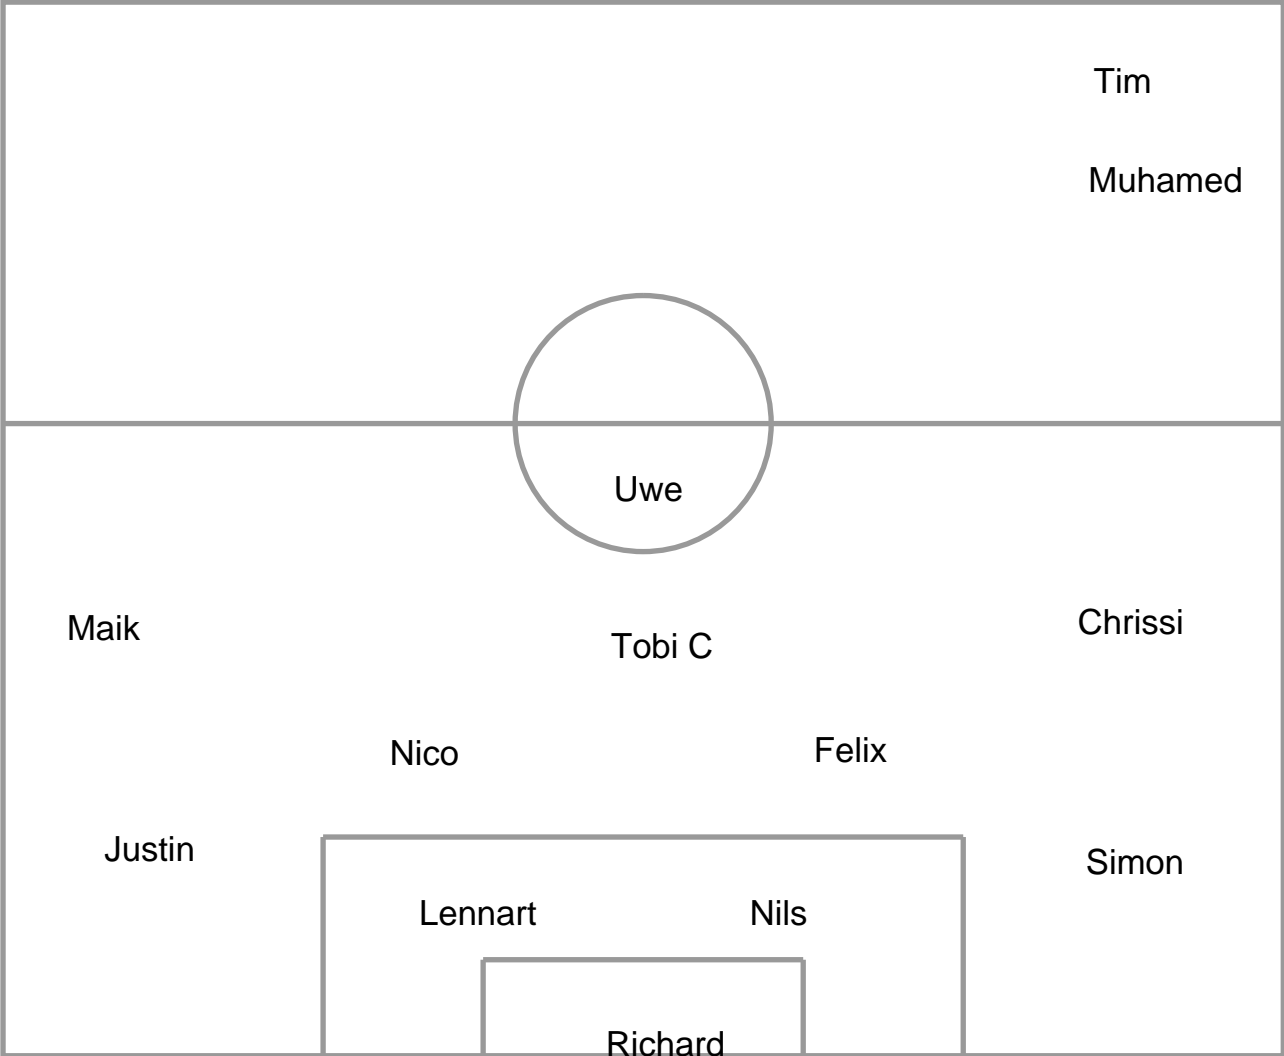 Tim
Muhamed
Uwe
Maik
Chrissi
Tobi C
Nico
Felix
Justin
Simon
Lennart
Nils
Richard